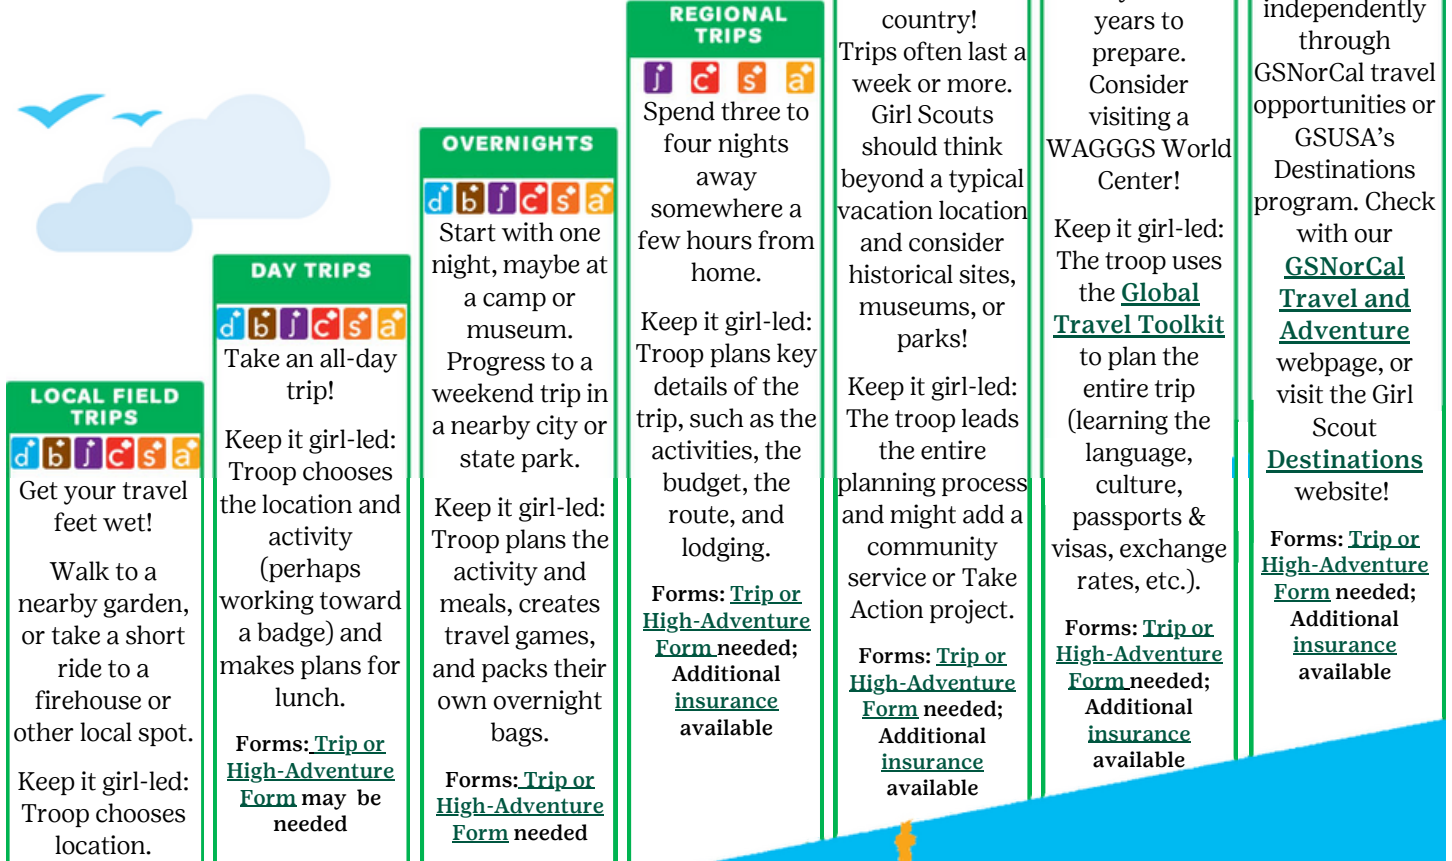 LOCAL FIELD
TRIPS
d b j c s a
Get your travel
feet wet!
Walk to a
nearby garden,
or take a short
ride to a
firehouse or
other local spot.
Keep it girl-led:
Troop chooses
location.
DAY TRIPS
d b j c s a
Take an all-day
trip!
Keep it girl-led:
Troop chooses
the location and
activity
(perhaps
working toward
a badge) and
makes plans for
lunch.
Forms: Trip or
High-Adventure
Form may be
needed
OVERNIGHTS
d b j c s a
Start with one
night, maybe at
a camp or
museum.
Progress to a
weekend trip in
a nearby city or
state park.
Keep it girl-led:
Troop plans the
activity and
meals, creates
travel games,
and packs their
own overnight
bags.
Forms: Trip or
High-Adventure
Form needed
REGIONAL
TRIPS
j c s a
Spend three to
four nights
away
somewhere a
few hours from
home.
Keep it girl-led:
Troop plans key
details of the
trip, such as the
activities, the
budget, the
route, and
lodging.
Forms: Trip or
High-Adventure
Form needed;
Additional
insurance
available
country!
Trips often last a
week or more.
Girl Scouts
should think
beyond a typical
vacation location
and consider
historical sites,
museums, or
parks!
Keep it girl-led:
The troop leads
the entire
planning process
and might add a
community
service or Take
Action project.
Forms: Trip or
High-Adventure
Form needed;
Additional
insurance
available
years to
prepare.
Consider
visiting a
WAGGGS World
Center!
Keep it girl-led:
The troop uses
the Global
Travel Toolkit
to plan the
entire trip
(learning the
language,
culture,
passports &
visas, exchange
rates, etc.).
Forms: Trip or
High-Adventure
Form needed;
Additional
insurance
available
independently
through
GSNorCal travel
opportunities or
GSUSA's
Destinations
program. Check
with our
GSNorCal
Travel and
Adventure
webpage, or
visit the Girl
Scout
Destinations
website!
Forms: Trip or
High-Adventure
Form needed;
Additional
insurance
available